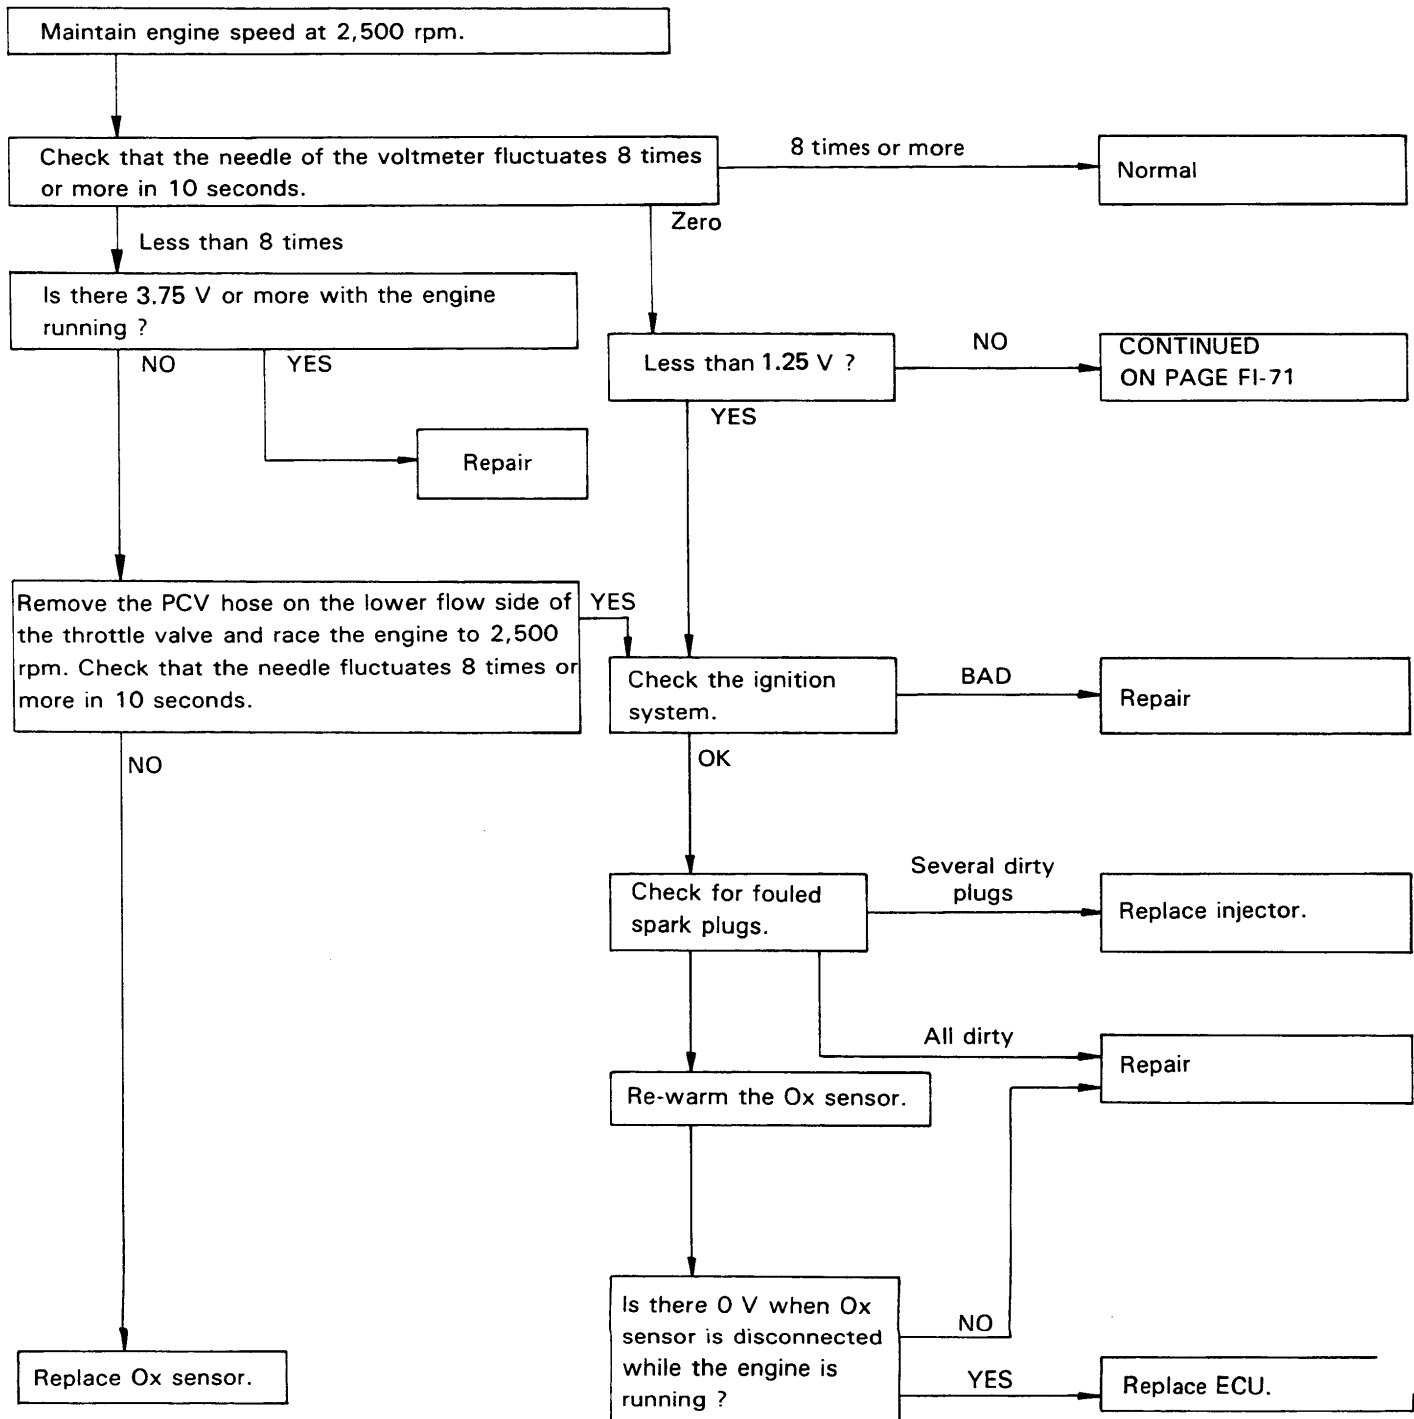 Maintain engine speed at 2,500 rpm.
Check that the needle of the voltmeter fluctuates 8 times
or more in 10 seconds.
8 times or more
Normal
Less than 8 times
Zero
Is there 3.75 V or more with the engine
running ?
NO
YES
Repair
Less than 1.25 V ?
NO
CONTINUED
ON PAGE FI-71
YES
Remove the PCV hose on the lower flow side of
the throttle valve and race the engine to 2,500
rpm. Check that the needle fluctuates 8 times or
more in 10 seconds.
YES
NO
Check the ignition
system.
BAD
Repair
OK
Check for fouled
spark plugs.
Several dirty
plugs
Replace injector.
All dirty
Repair
Re-warm the Ox sensor.
Is there 0 V when Ox
sensor is disconnected
while the engine is
running ?
NO
YES
Replace ECU.
Replace Ox sensor.